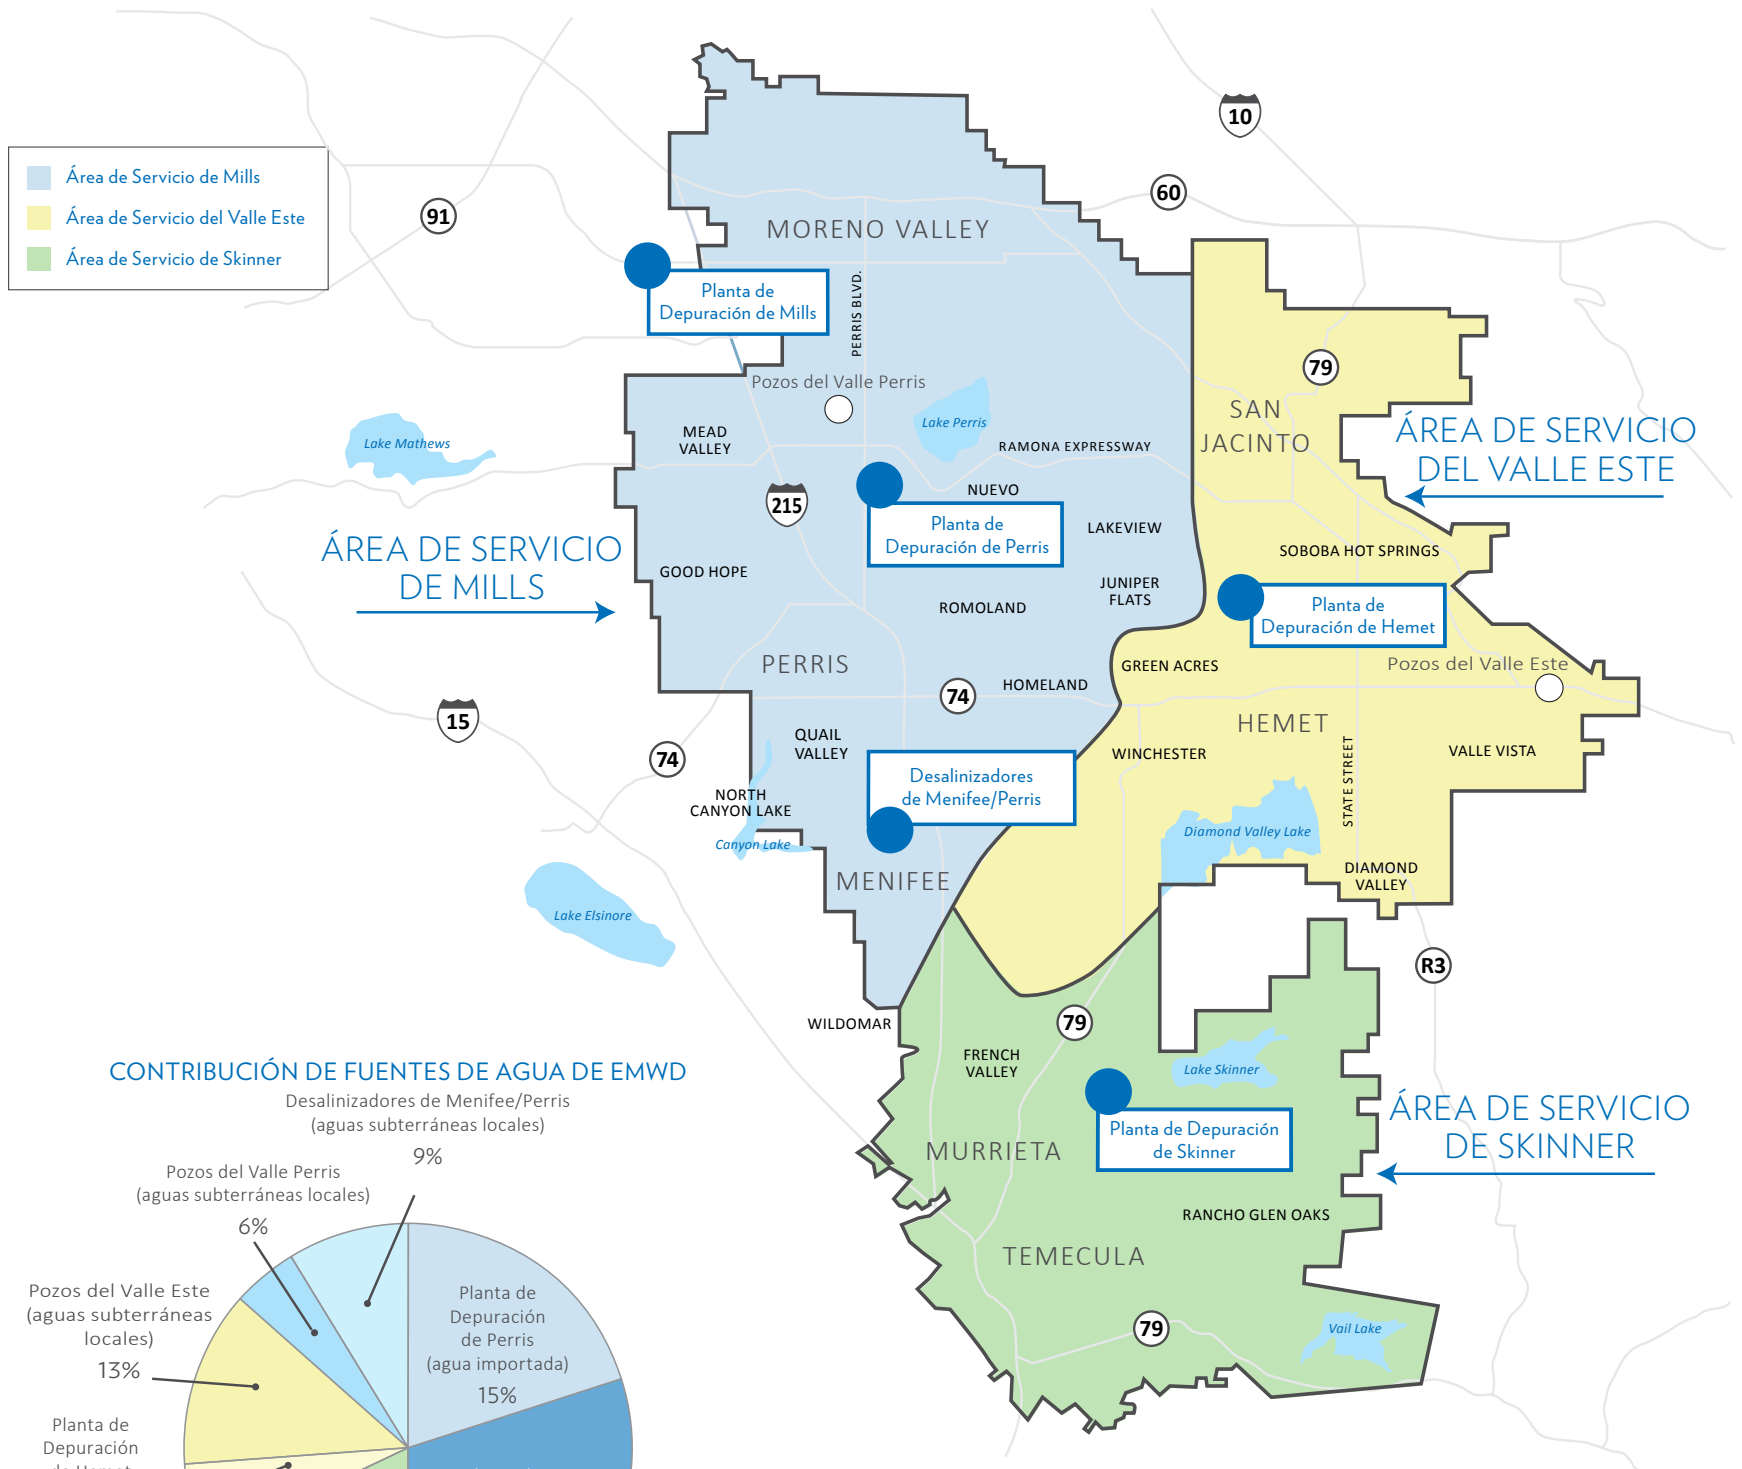 Área de Servicio de Mills
Área de Servicio del Valle Este
Área de Servicio de Skinner
10
60
91
MORENO VALLEY
Planta de
Depuración de Mills
PERRIS BLVD.
79
Pozos del Valle Perris
Lake Perris
SAN
JACINTO
Lake Mathews
MEAD
VALLEY
RAMONA EXPRESSWAY
ÁREA DE SERVICIO
DEL VALLE ESTE
215
NUEVO
Planta de
Depuración de Perris
LAKEVIEW
ÁREA DE SERVICIO
DE MILLS
SOBOBA HOT SPRINGS
GOOD HOPE
JUNIPER
FLATS
ROMOLAND
Planta de
Depuración de Hemet
PERRIS
GREEN ACRES
Pozos del Valle Este
74
HOMELAND
15
HEMET
QUAIL
VALLEY
74
WINCHESTER
STATE STREET
VALLE VISTA
Desalinizadores
de Menifee/Perris
NORTH
CANYON LAKE
Canyon Lake
Diamond Valley Lake
DIAMOND
VALLEY
MENIFEE
Lake Elsinore
R3
WILDOMAR
79
FRENCH
VALLEY
Lake Skinner
Planta de Depuración
de Skinner
ÁREA DE SERVICIO
DE SKINNER
MURRIETA
RANCHO GLEN OAKS
TEMECULA
79
Vail Lake
CONTRIBUCIÓN DE FUENTES DE AGUA DE EMWD
Desalinizadores de Menifee/Perris
(aguas subterráneas locales)
9%
Pozos del Valle Perris
(aguas subterráneas locales)
6%
Pozos del Valle Este
(aguas subterráneas
locales)
13%
Planta de
Depuración
de Perris
(agua importada)
15%
Planta de
Depuración
de Hemet